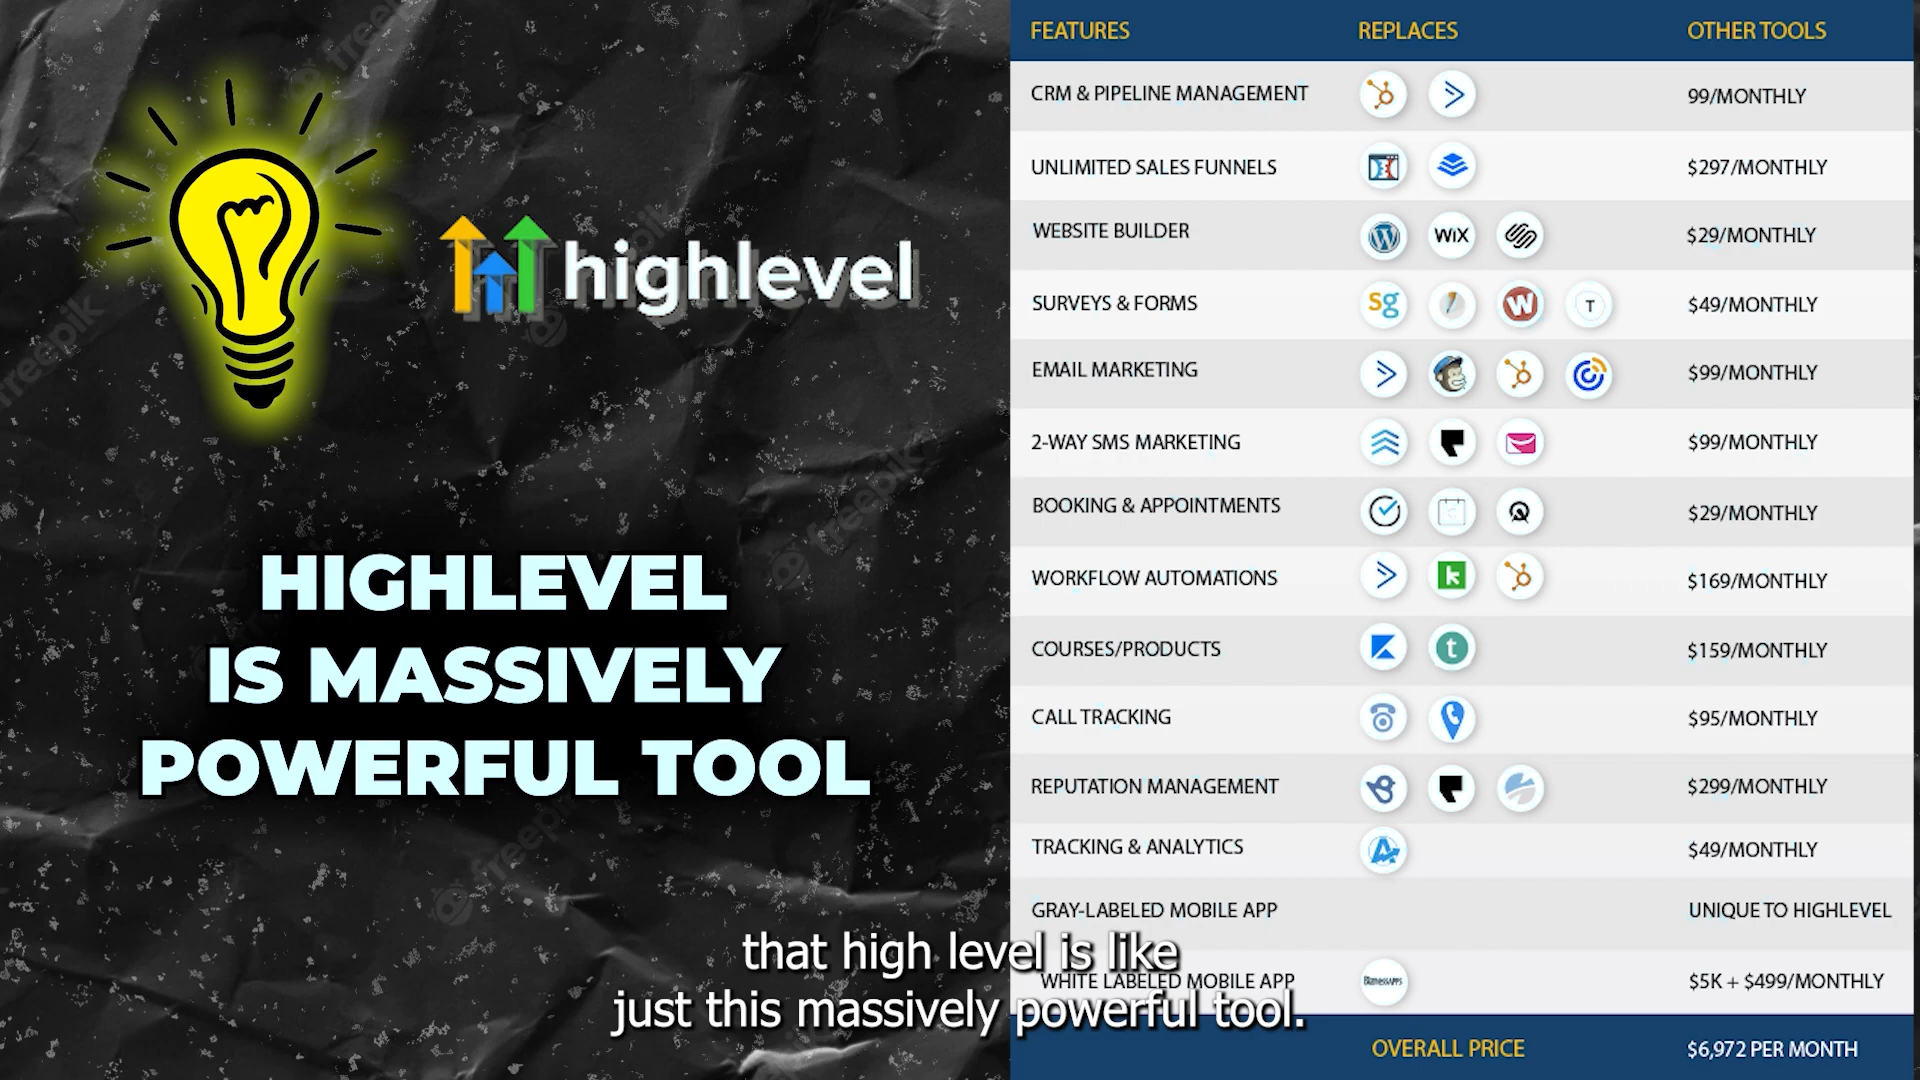 highlevel
HIGHLEVEL
IS MASSIVELY
POWERFUL TOOL
FEATURES REPLACES OTHER TOOLS
CRM & PIPELINE MANAGEMENT 99/MONTHLY
UNLIMITED SALES FUNNELS $297/MONTHLY
WEBSITE BUILDER WiX $29/MONTHLY
SURVEYS & FORMS sg W T $49/MONTHLY
EMAIL MARKETING $99/MONTHLY
2-WAY SMS MARKETING $99/MONTHLY
BOOKING & APPOINTMENTS $29/MONTHLY
WORKFLOW AUTOMATIONS k $169/MONTHLY
COURSES/PRODUCTS t $159/MONTHLY
CALL TRACKING $95/MONTHLY
REPUTATION MANAGEMENT $299/MONTHLY
TRACKING & ANALYTICS $49/MONTHLY
GRAY-LABELED MOBILE APP UNIQUE TO HIGHLEVEL
WHITE LABELED MOBILE APP $5K + $499/MONTHLY
OVERALL PRICE $6,972 PER MONTH
that high level is like
just this massively powerful tool.
freepik
freepik
freepik